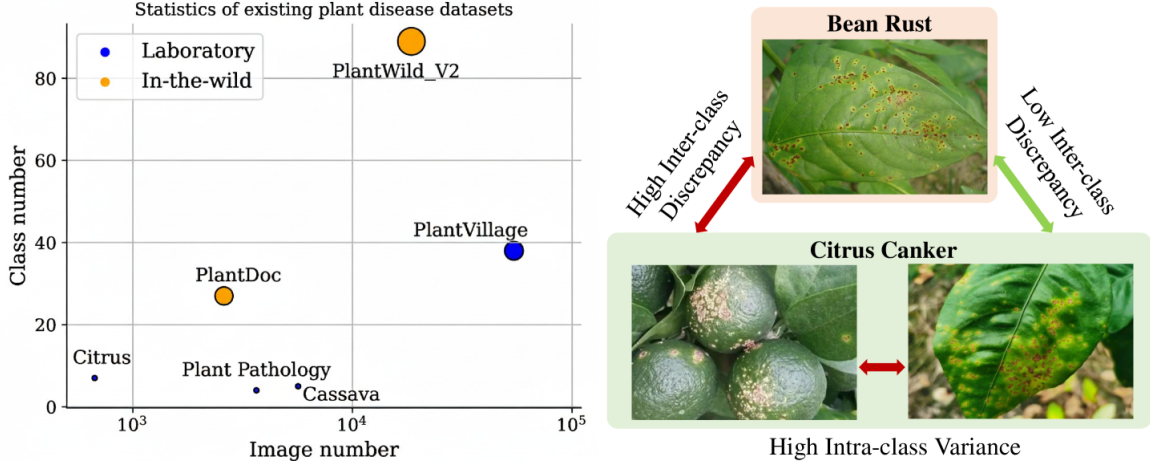 Statistics of existing plant disease datasets
Laboratory
In-the-wild
PlantWild_V2
PlantVillage
PlantDoc
Citrus
Plant Pathology
Cassava
80
60
40
20
0
10³
10⁴
10⁵
Class number
Image number
Bean Rust
High Inter-class
Discrepancy
Low Inter-class
Discrepancy
Citrus Canker
High Intra-class Variance